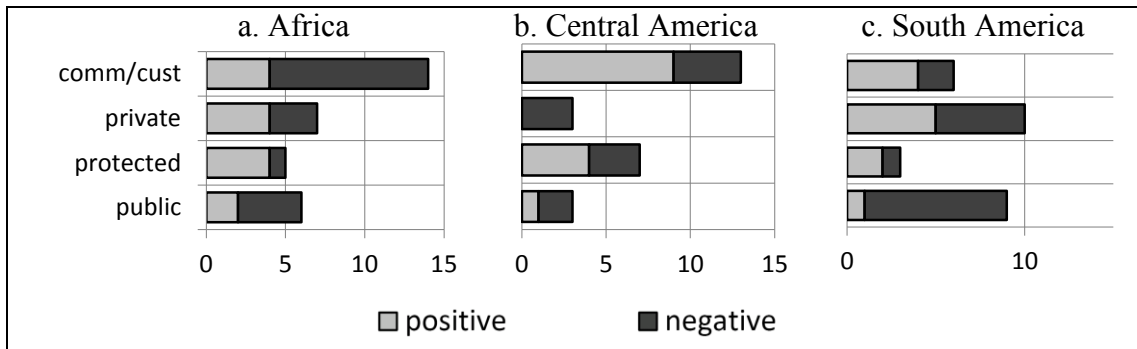 a. Africa
b. Central America
c. South America
comm/cust
private
protected
public
0 5 10 15
0 5 10 15
0 10
positive negative